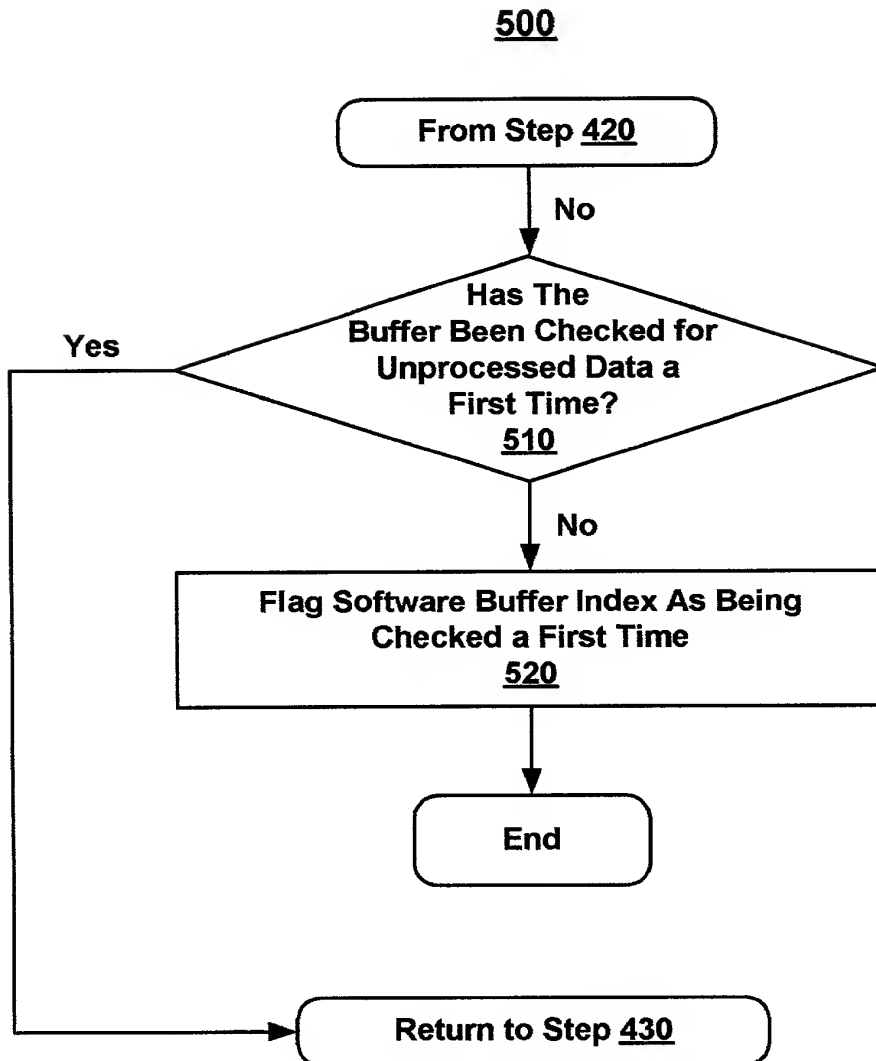 500
From Step 420
No
Has The
Buffer Been Checked for
Unprocessed Data a
First Time?
510
Yes
No
Flag Software Buffer Index As Being
Checked a First Time
520
End
Return to Step 430